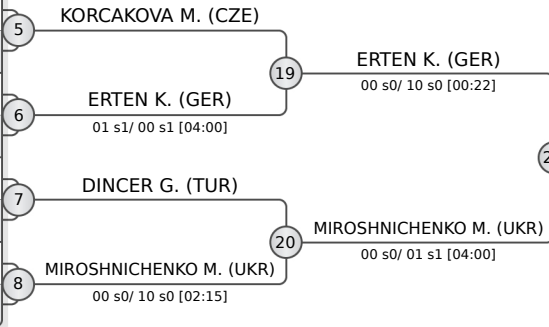 KORCAKOVA M. (CZE)
5
19
ERTEN K. (GER)
00 s0/ 10 s0 [00:22]
ERTEN K. (GER)
6
01 s1/ 00 s1 [04:00]
DINCER G. (TUR)
7
20
MIROSHNICHENKO M. (UKR)
00 s0/ 01 s1 [04:00]
MIROSHNICHENKO M. (UKR)
8
00 s0/ 10 s0 [02:15]